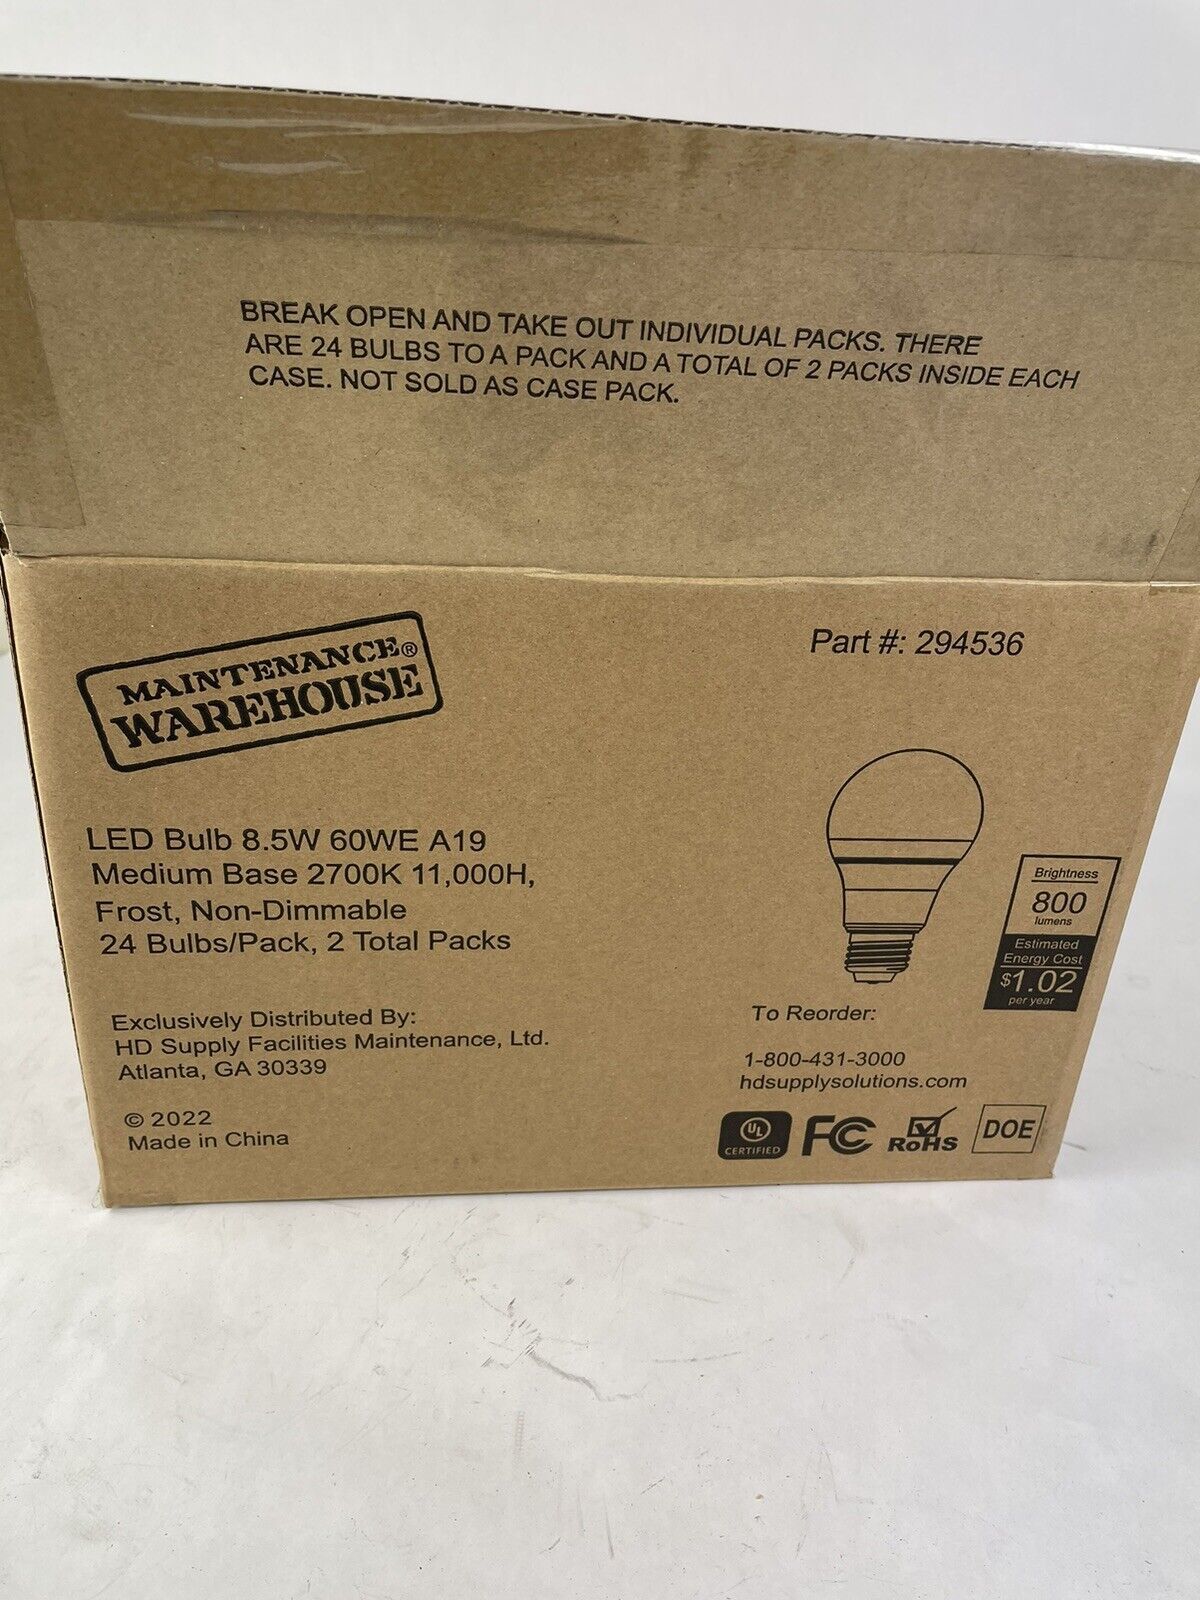 BREAK OPEN AND TAKE OUT INDIVIDUAL PACKS. THERE
ARE 24 BULBS TO A PACK AND A TOTAL OF 2 PACKS INSIDE EACH
CASE. NOT SOLD AS CASE PACK.
MAINTENANCE®
WAREHOUSE
Part #: 294536
LED Bulb 8.5W 60WE A19
Medium Base 2700K 11,000H,
Frost, Non-Dimmable
24 Bulbs/Pack, 2 Total Packs
Brightness
800
lumens
Estimated
Energy Cost
$1.02
per year
Exclusively Distributed By:
HD Supply Facilities Maintenance, Ltd.
Atlanta, GA 30339
To Reorder:
1-800-431-3000
hdsupplysolutions.com
© 2022
Made in China
UL
CERTIFIED
FC
RoHS
DOE